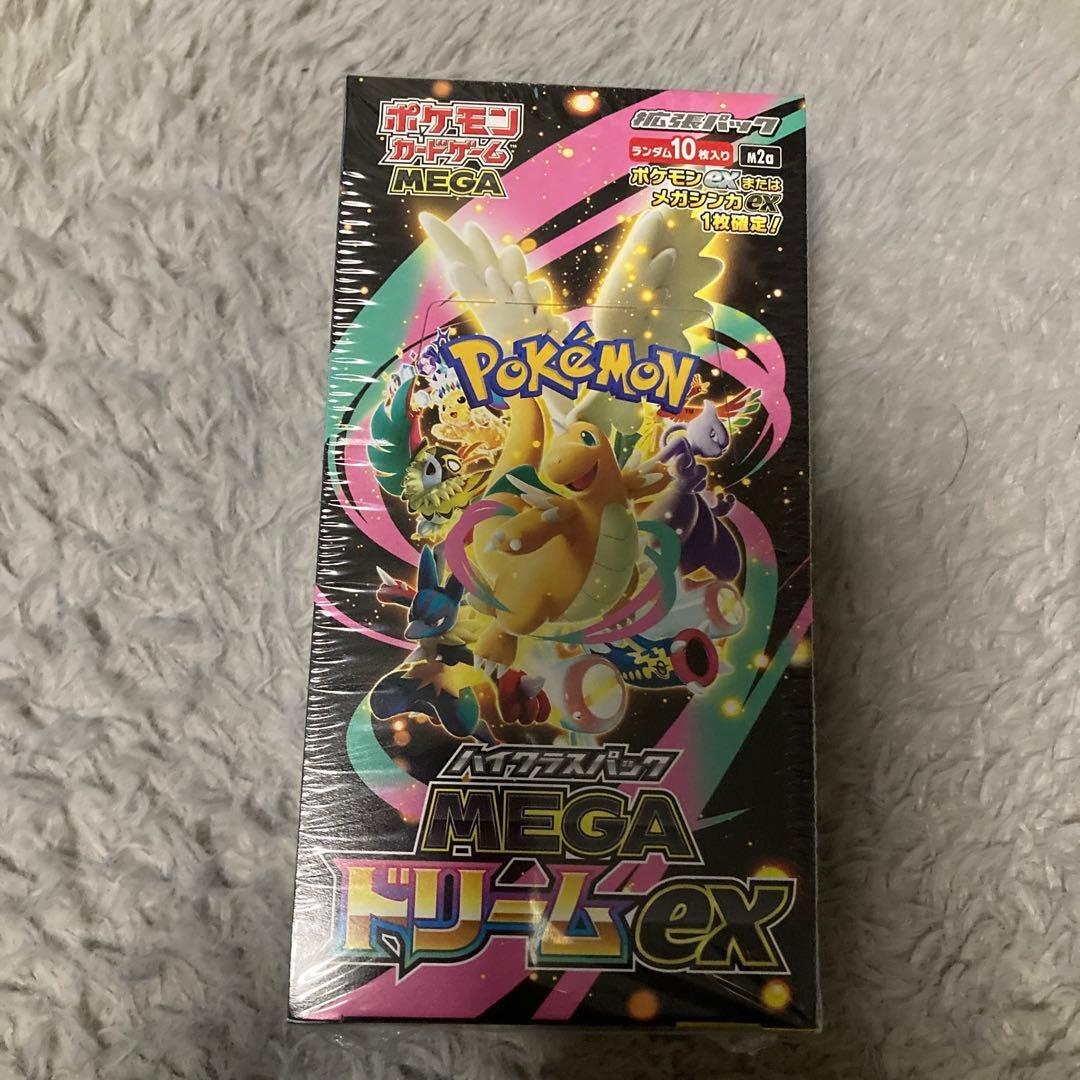 ポケモン
カードゲーム™
MEGA
拡張パック
ランダム10枚入り M2a
ポケモンexまたは
メガシンカex
1枚確定！
POKéMON™
ハイクラスパック
MEGA
ドリームex